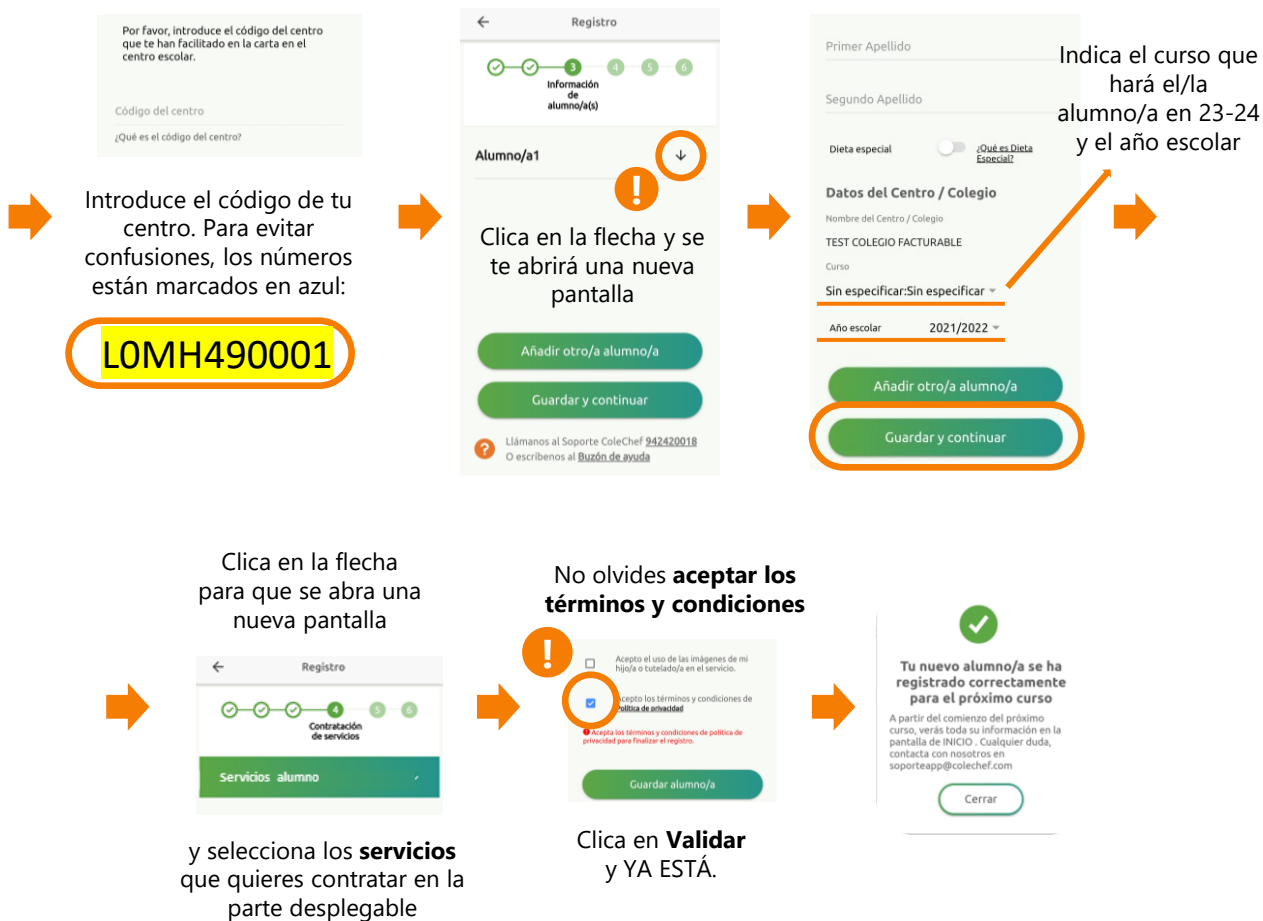 Por favor, introduce el código del centro
que te han facilitado en la carta en el
centro escolar.
Código del centro
¿Qué es el código del centro?
Introduce el código de tu
centro. Para evitar
confusiones, los números
están marcados en azul:
L0MH490001
Registro
3
4
5
6
Información
de
alumno/a(s)
Alumno/a1
!
Clica en la flecha y se
te abrirá una nueva
pantalla
Añadir otro/a alumno/a
Guardar y continuar
?
Llámanos al Soporte ColeChef 942420018
O escríbenos al Buzón de ayuda
Primer Apellido
Segundo Apellido
Dieta especial
¿Qué es Dieta
Especial?
Datos del Centro / Colegio
Nombre del Centro / Colegio
TEST COLEGIO FACTURABLE
Curso
Sin especificar:Sin especificar
Año escolar 2021/2022
Añadir otro/a alumno/a
Guardar y continuar
Indica el curso que
hará el/la
alumno/a en 23-24
y el año escolar
Clica en la flecha
para que se abra una
nueva pantalla
Registro
4
5
6
Contratación
de servicios
Servicios alumno
y selecciona los servicios
que quieres contratar en la
parte desplegable
No olvides aceptar los
términos y condiciones
!
Acepto el uso de las imágenes de mi
hijo/a o tutelado/a en el servicio.
Acepto los términos y condiciones de
Política de privacidad
Acepta los términos y condiciones de política de
privacidad para finalizar el registro.
Guardar alumno/a
Clica en Validar
y YA ESTÁ.
Tu nuevo alumno/a se ha
registrado correctamente
para el próximo curso
A partir del comienzo del próximo
curso, verás toda su información en la
pantalla de INICIO . Cualquier duda,
contacta con nosotros en
soporteapp@colechef.com
Cerrar